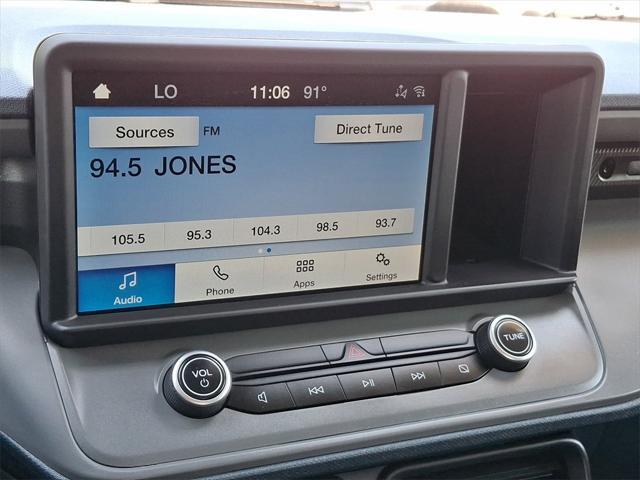 LO 11:06 91°
Sources FM Direct Tune
94.5 JONES
105.5 95.3 104.3 98.5 93.7
Audio Phone Apps Settings
VOL TUNE